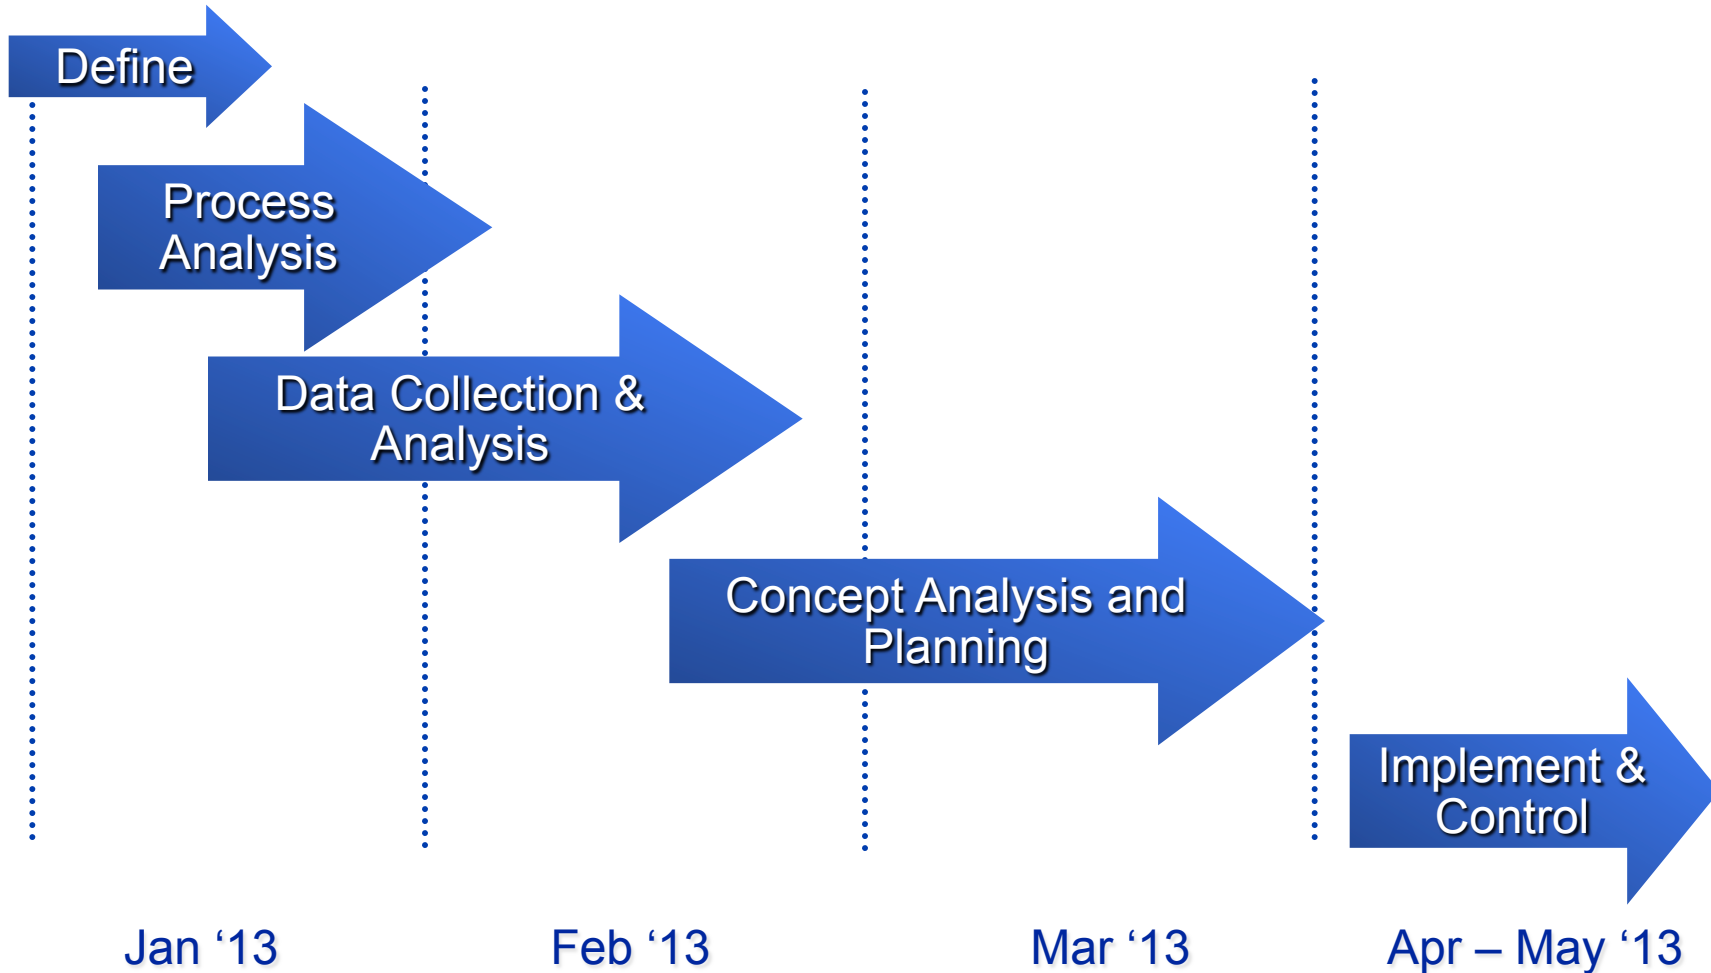 Define
Process
Analysis
Data Collection &
Analysis
Concept Analysis and
Planning
Implement &
Control
Jan ‘13
Feb ‘13
Mar ‘13
Apr – May ‘13